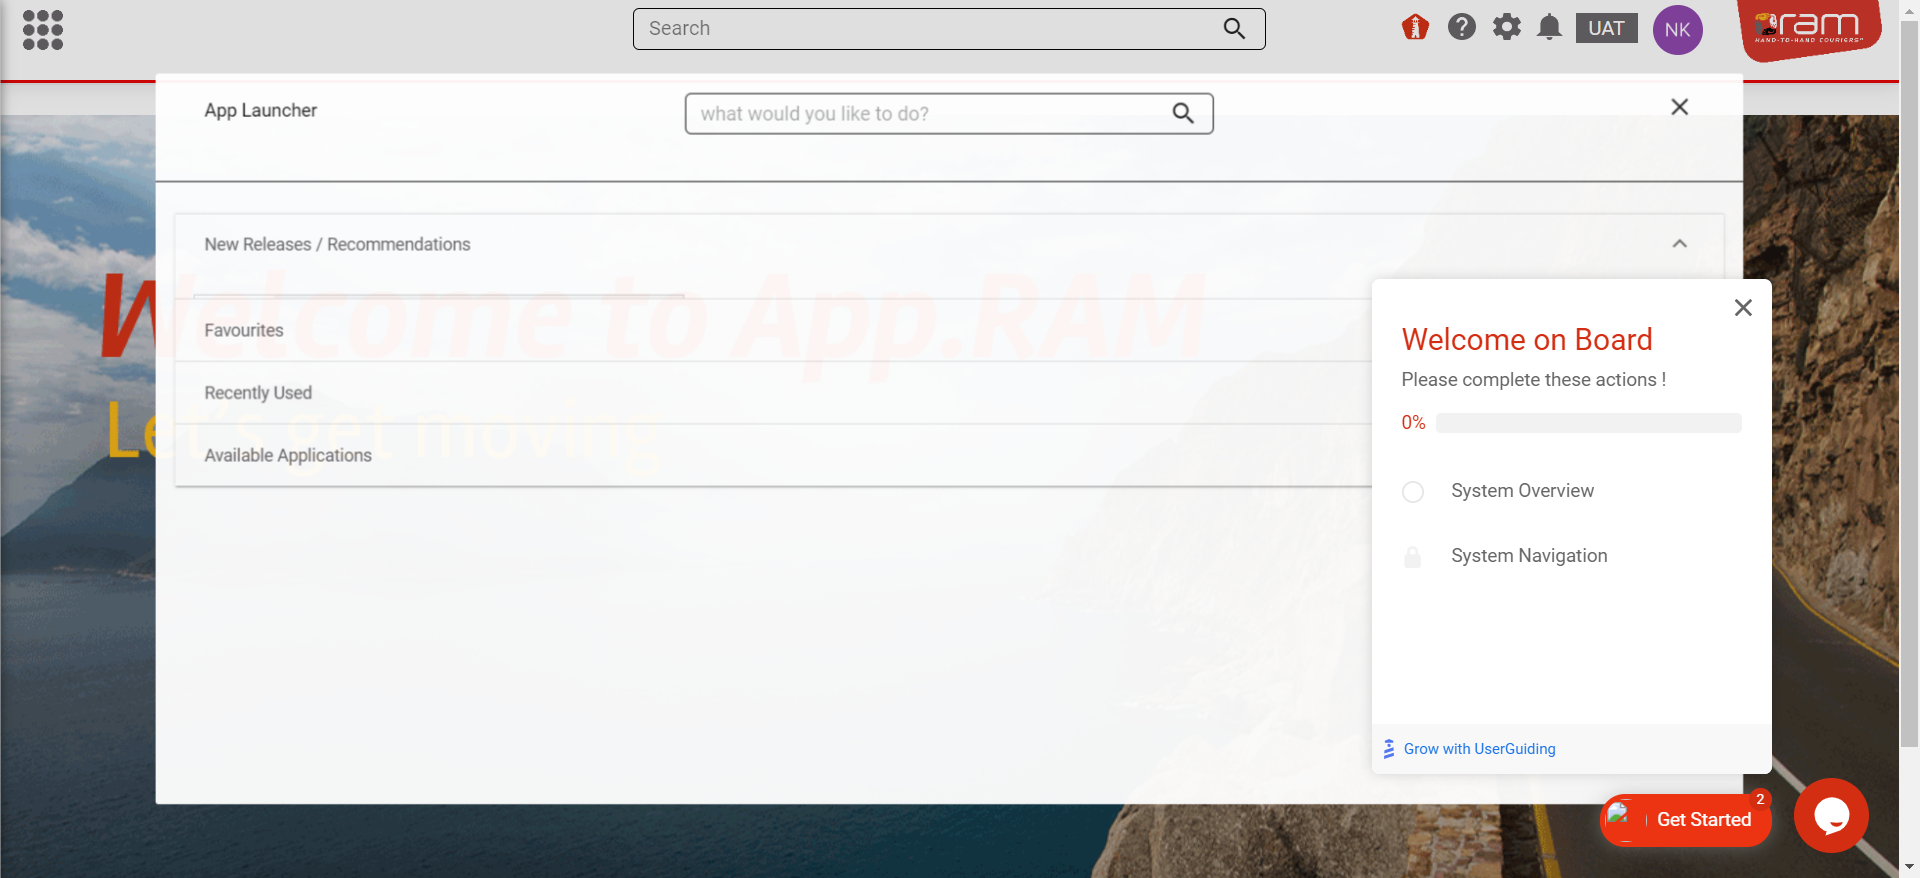 Search
UAT
NK
ram
HAND-TO-HAND COURIERS
App Launcher
what would you like to do?
New Releases / Recommendations
Welcome to App.RAM
Favourites
Recently Used
Let's get moving
Available Applications
Welcome on Board
Please complete these actions !
0%
System Overview
System Navigation
Grow with UserGuiding
2
Get Started